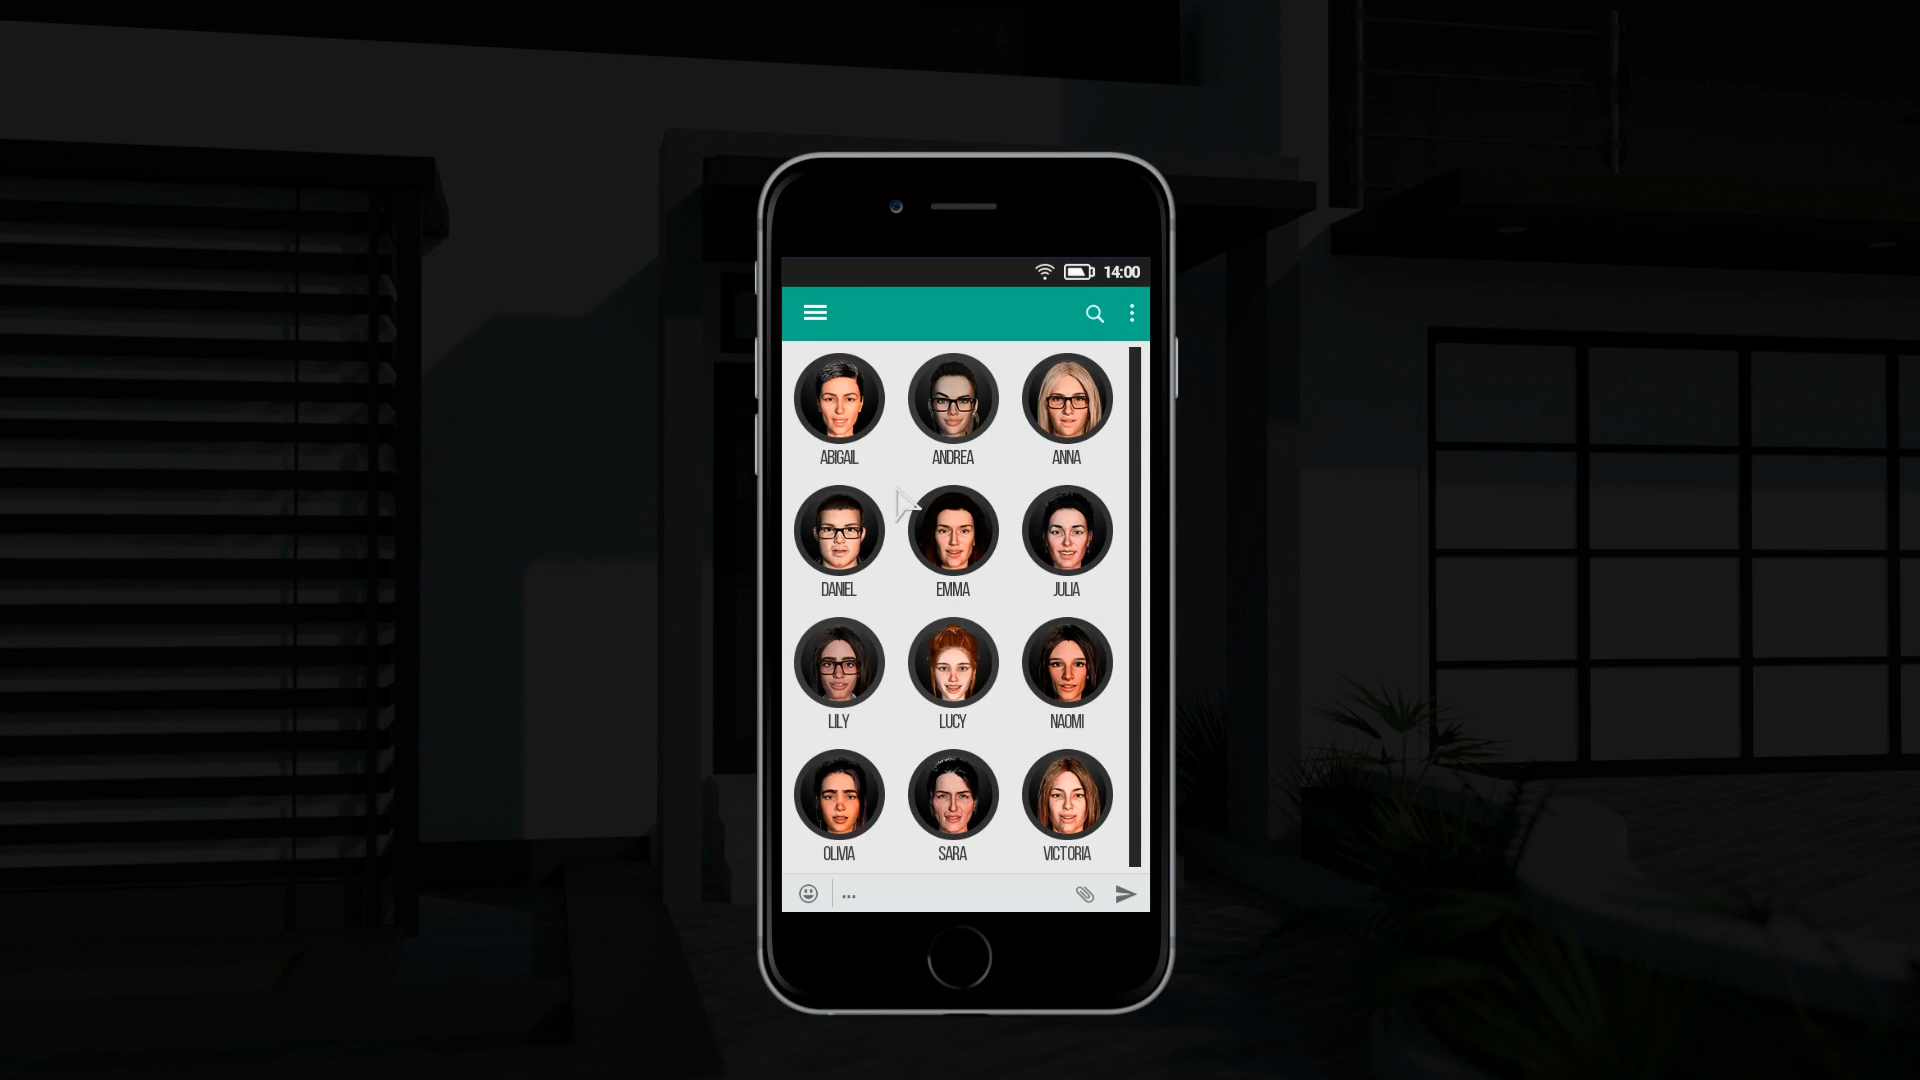 14:00
ABIGAIL ANDREA ANNA
DANIEL EMMA JULIA
LILY LUCY NAOMI
OLIVIA SARA VICTORIA
...